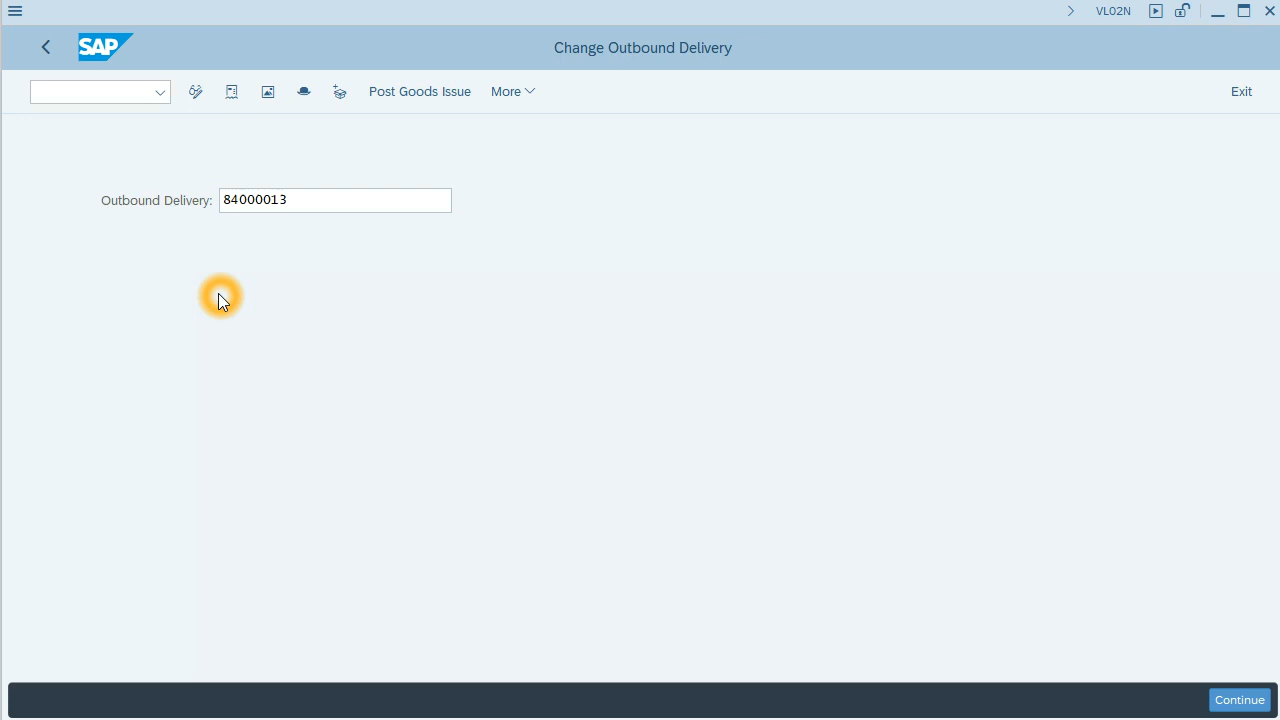 VL02N
SAP
Change Outbound Delivery
Post Goods Issue
More
Exit
Outbound Delivery: 84000013
Continue